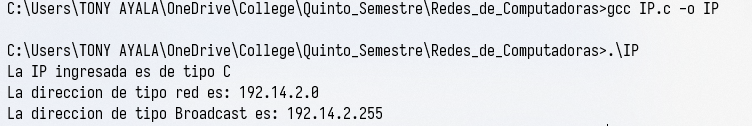 C:\Users\TONY AYALA\OneDrive\College\Quinto_Semestre\Redes_de_Computadoras>gcc IP.c -o IP
C:\Users\TONY AYALA\OneDrive\College\Quinto_Semestre\Redes_de_Computadoras>.\IP
La IP ingresada es de tipo C
La direccion de tipo red es: 192.14.2.0
La direccion de tipo Broadcast es: 192.14.2.255